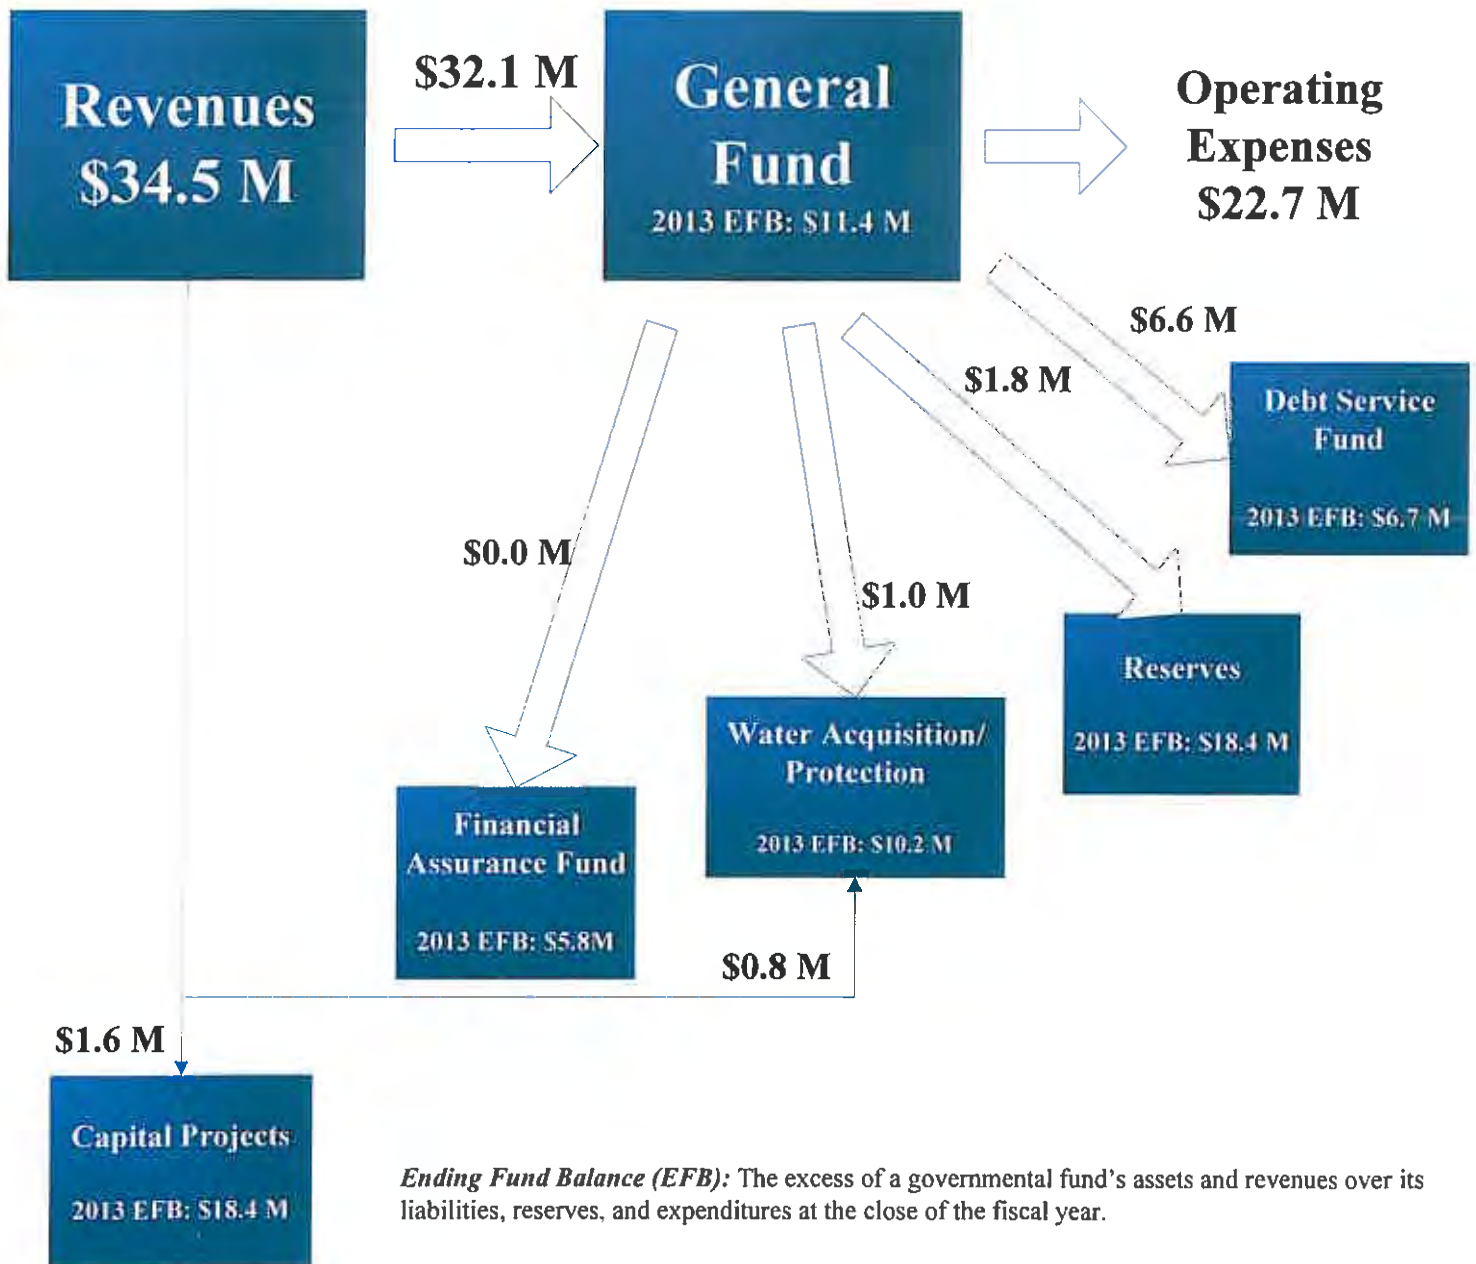 Revenues
$34.5 M
$32.1 M
General
Fund
2013 EFB: $11.4 M
Operating
Expenses
$22.7 M
$6.6 M
$1.8 M
Debt Service
Fund
2013 EFB: $6.7 M
$0.0 M
$1.0 M
Reserves
2013 EFB: $18.4 M
Water Acquisition/
Protection
2013 EFB: $10.2 M
Financial
Assurance Fund
2013 EFB: $5.8M
$0.8 M
$1.6 M
Capital Projects
2013 EFB: $18.4 M
Ending Fund Balance (EFB): The excess of a governmental fund's assets and revenues over its
liabilities, reserves, and expenditures at the close of the fiscal year.